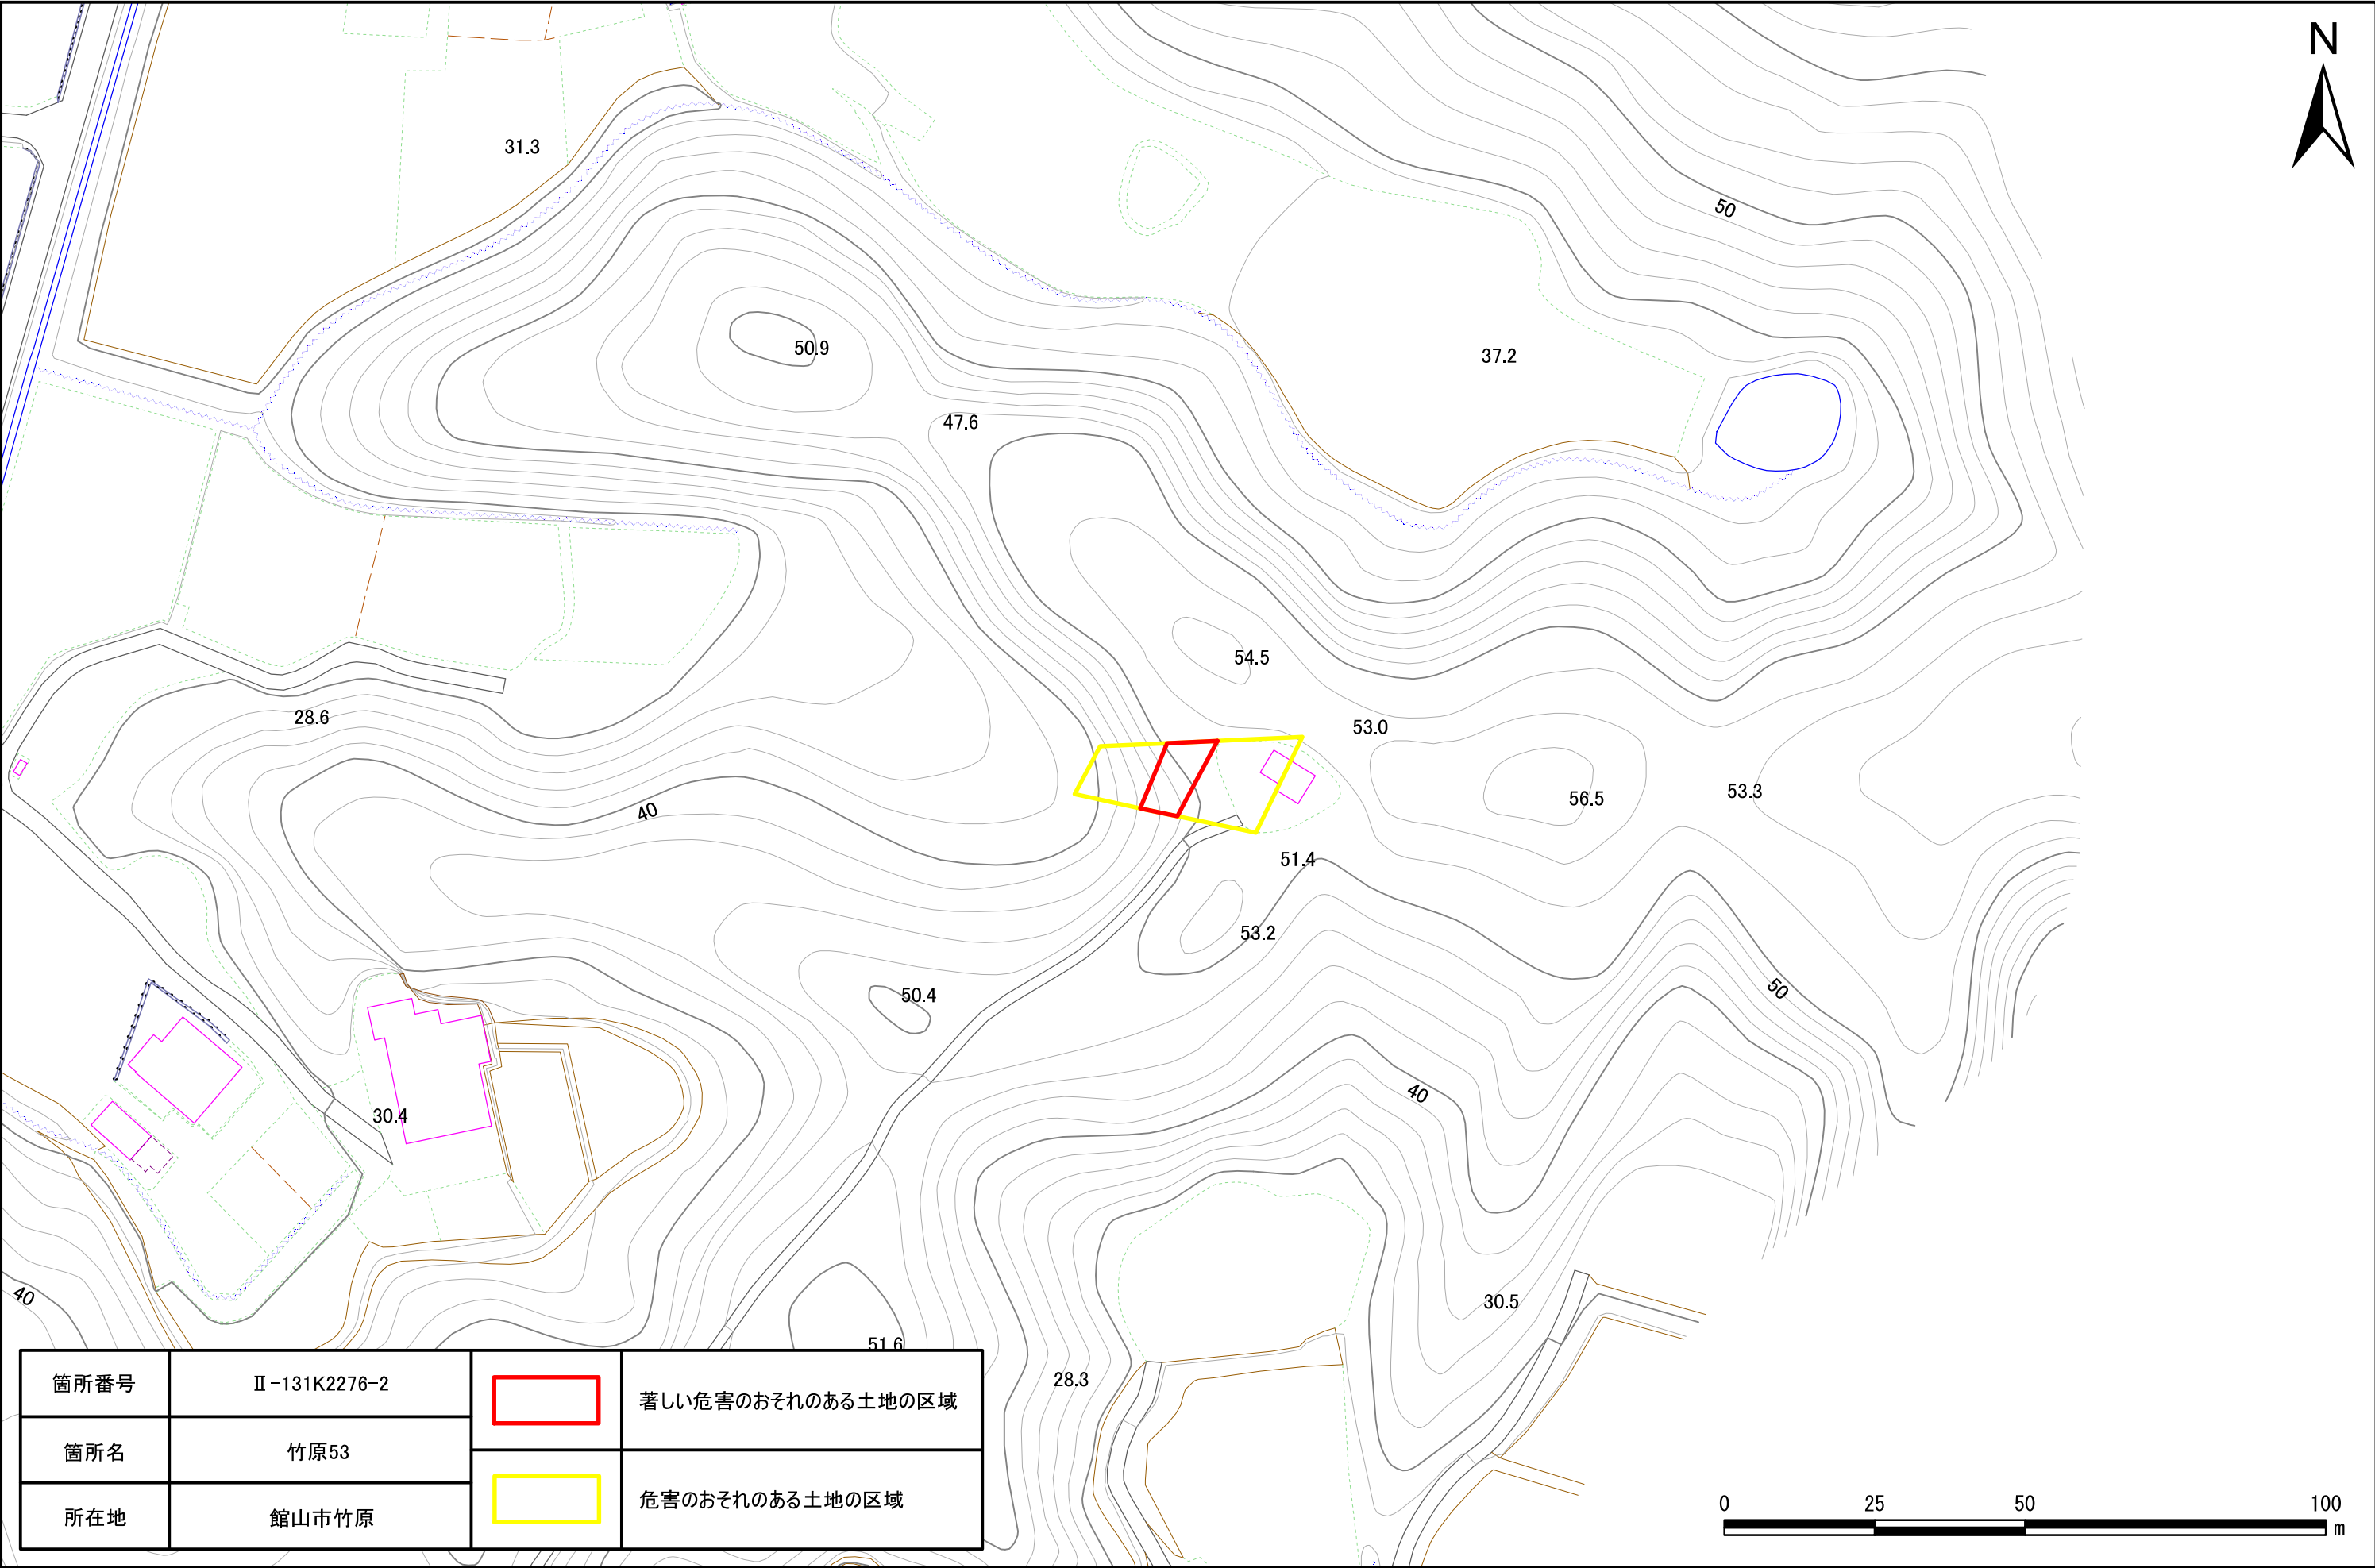 N
31.3
50
50.9
37.2
47.6
54.5
28.6
53.0
40
56.5
53.3
51.4
53.2
50.4
50
30.4
40
40
30.5
51.6
28.3
箇所番号 Ⅱ-131K2276-2
著しい危害のおそれのある土地の区域
箇所名 竹原53
危害のおそれのある土地の区域
所在地 館山市竹原
0 25 50 100
m